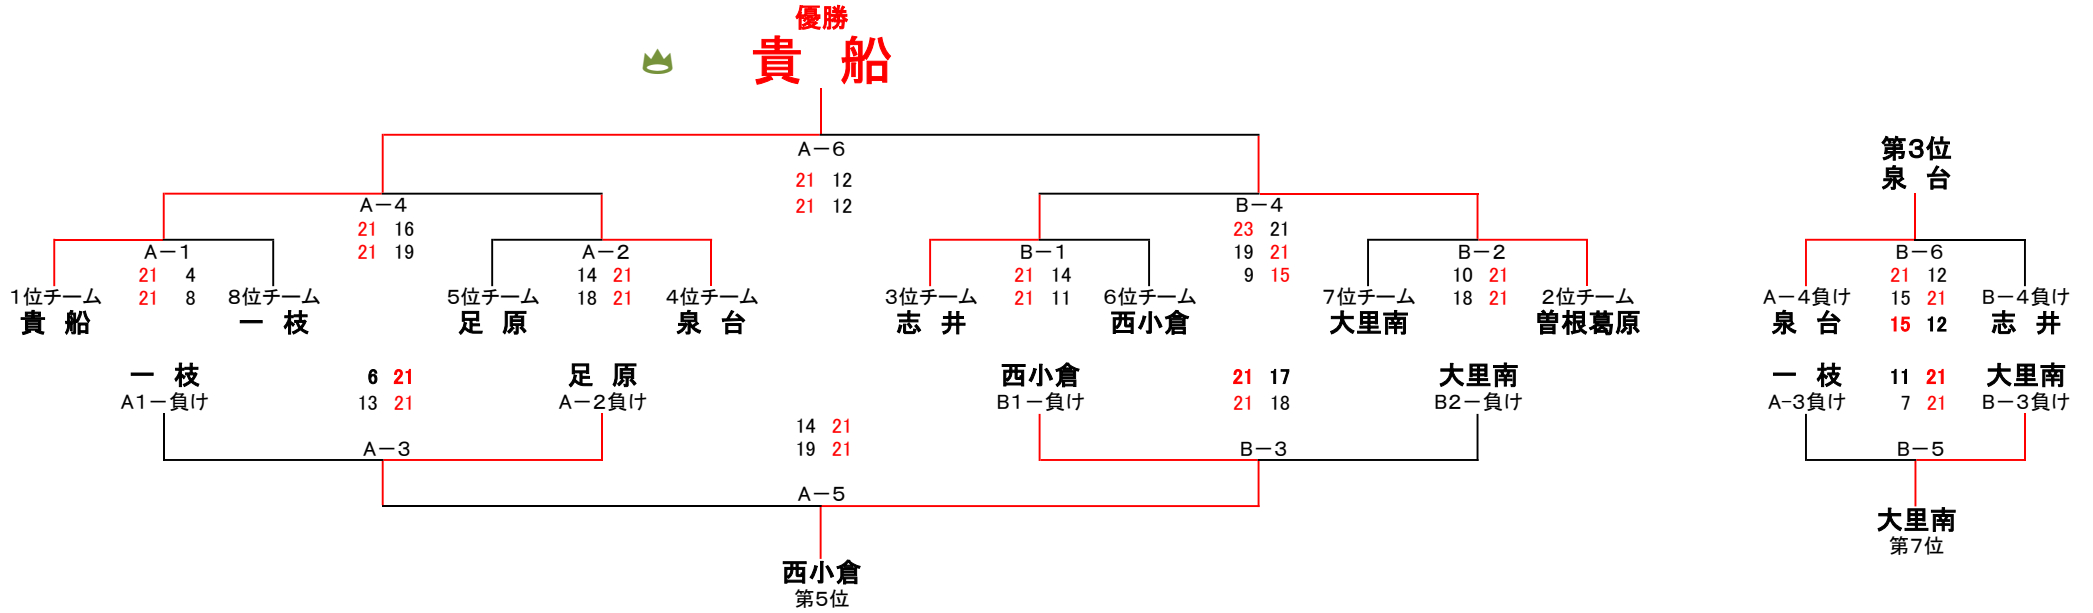 優勝
貴 船
A－6
21 12
21 12
A－4
21 16
21 19
B－4
23 21
19 21
9 15
A－1
21 4
21 8
A－2
14 21
18 21
B－1
21 14
21 11
B－2
10 21
18 21
1位チーム
貴 船
8位チーム
一 枝
5位チーム
足 原
4位チーム
泉 台
3位チーム
志 井
6位チーム
西小倉
7位チーム
大里南
2位チーム
曽根葛原
第3位
泉 台
B－6
21 12
15 21
15 12
A－4負け
泉 台
B－4負け
志 井
一 枝
A1－負け
6 21
13 21
足 原
A－2負け
A－3
西小倉
B1－負け
21 17
21 18
大里南
B2－負け
B－3
14 21
19 21
A－5
西小倉
第5位
一 枝
A-3負け
11 21
7 21
大里南
B－3負け
B－5
大里南
第7位